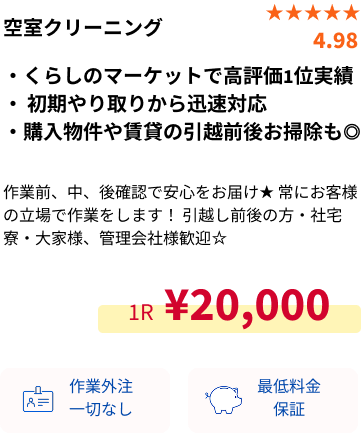 ★★★★★
空室クリーニング
4.98
・くらしのマーケットで高評価1位実績
・ 初期やり取りから迅速対応
・購入物件や賃貸の引越前後お掃除も◎
作業前、中、後確認で安心をお届け★ 常にお客様
の立場で作業をします！ 引越し前後の方・社宅
寮・大家様、管理会社様歓迎☆
1R ¥20,000
作業外注
一切なし
最低料金
保証